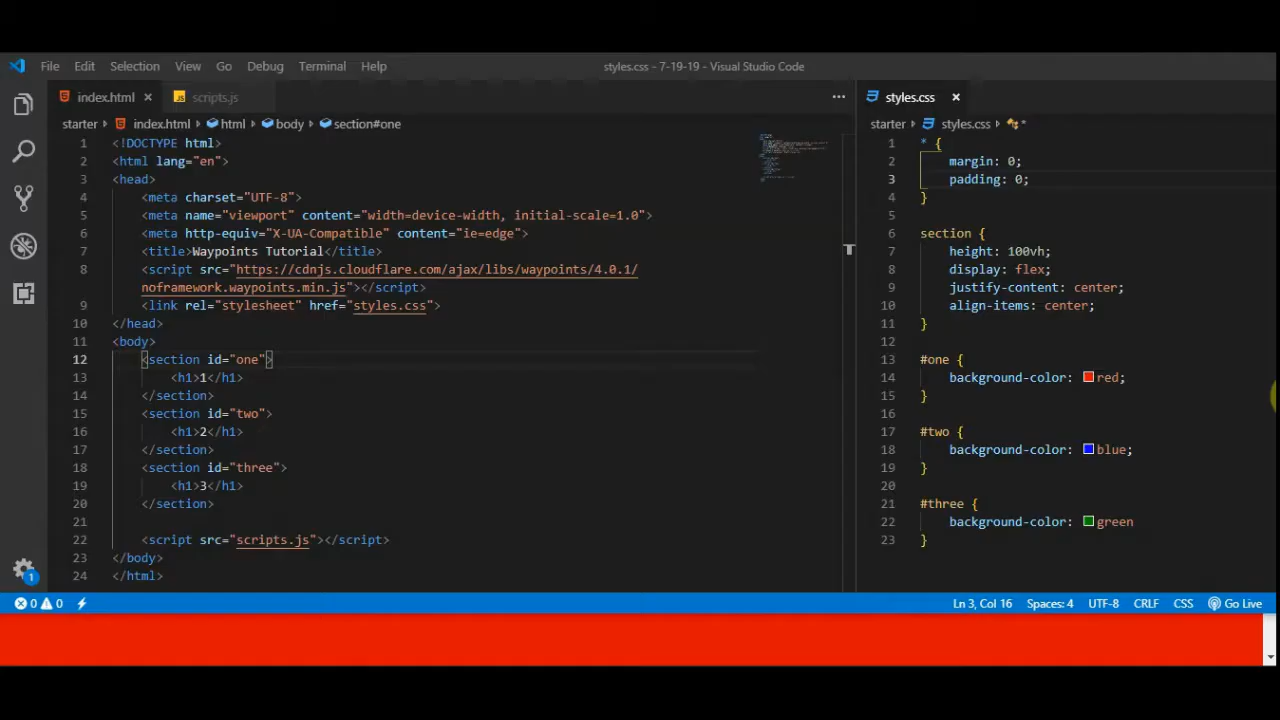 File Edit Selection View Go Debug Terminal Help styles.css - 7-19-19 - Visual Studio Code
index.html × JS scripts.js ··· styles.css ×
starter > index.html > html > body > section#one
starter > styles.css > *
1 <!DOCTYPE html>
2 <html lang="en">
3 <head>
4 <meta charset="UTF-8">
5 <meta name="viewport" content="width=device-width, initial-scale=1.0">
6 <meta http-equiv="X-UA-Compatible" content="ie=edge">
7 <title>Waypoints Tutorial</title>
8 <script src="https://cdnjs.cloudflare.com/ajax/libs/waypoints/4.0.1/
noframework.waypoints.min.js"></script>
9 <link rel="stylesheet" href="styles.css">
10 </head>
11 <body>
12 <section id="one">
13 <h1>1</h1>
14 </section>
15 <section id="two">
16 <h1>2</h1>
17 </section>
18 <section id="three">
19 <h1>3</h1>
20 </section>
21
22 <script src="scripts.js"></script>
23 </body>
24 </html>
1 * {
2 margin: 0;
3 padding: 0;
4 }
5
6 section {
7 height: 100vh;
8 display: flex;
9 justify-content: center;
10 align-items: center;
11 }
12
13 #one {
14 background-color: red;
15 }
16
17 #two {
18 background-color: blue;
19 }
20
21 #three {
22 background-color: green
23 }
1
0 0 Ln 3, Col 16 Spaces: 4 UTF-8 CRLF CSS Go Live